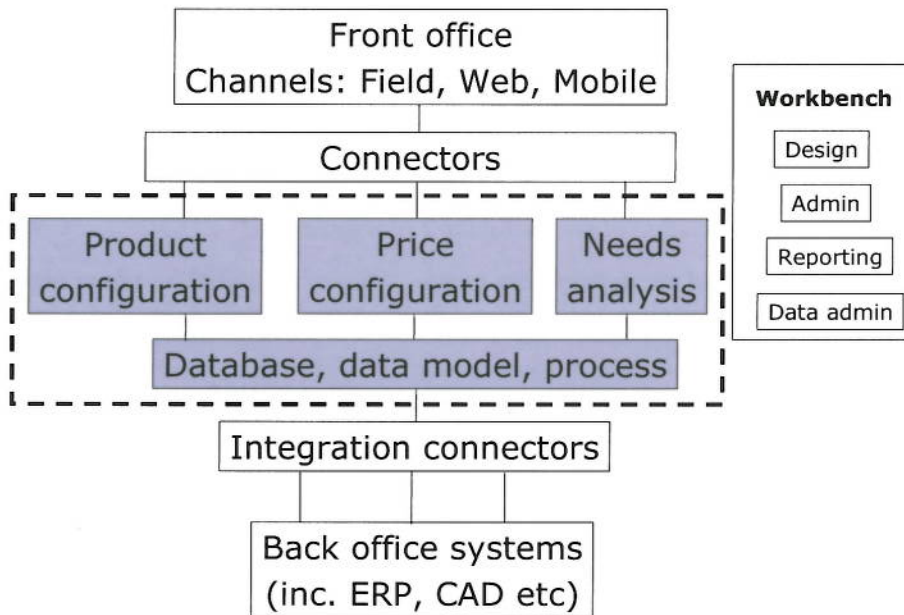 Front office
Channels: Field, Web, Mobile
Connectors
Product
configuration
Price
configuration
Needs
analysis
Database, data model, process
Integration connectors
Back office systems
(inc. ERP, CAD etc)
Workbench
Design
Admin
Reporting
Data admin